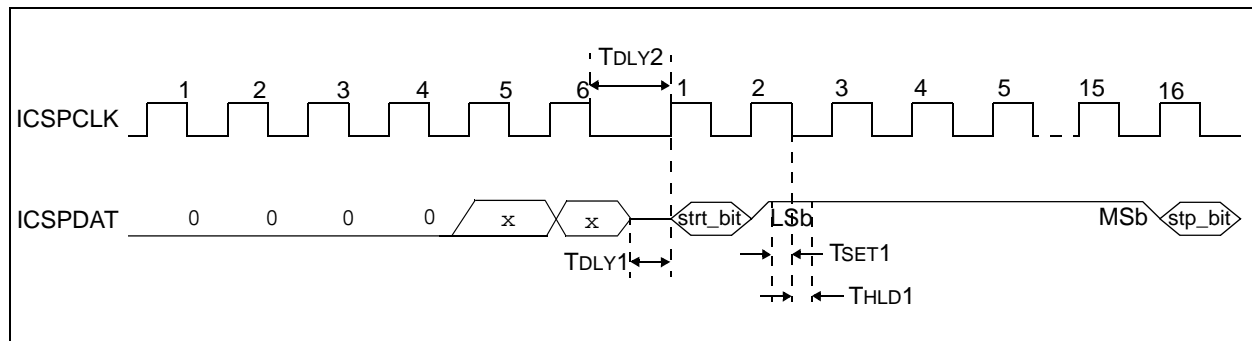 TDLY2
1 2 3 4 5 6 1 2 3 4 5 15 16
ICSPCLK
ICSPDAT 0 0 0 0 x x strt_bit LSb MSb stp_bit
TDLY1 TSET1
THLD1